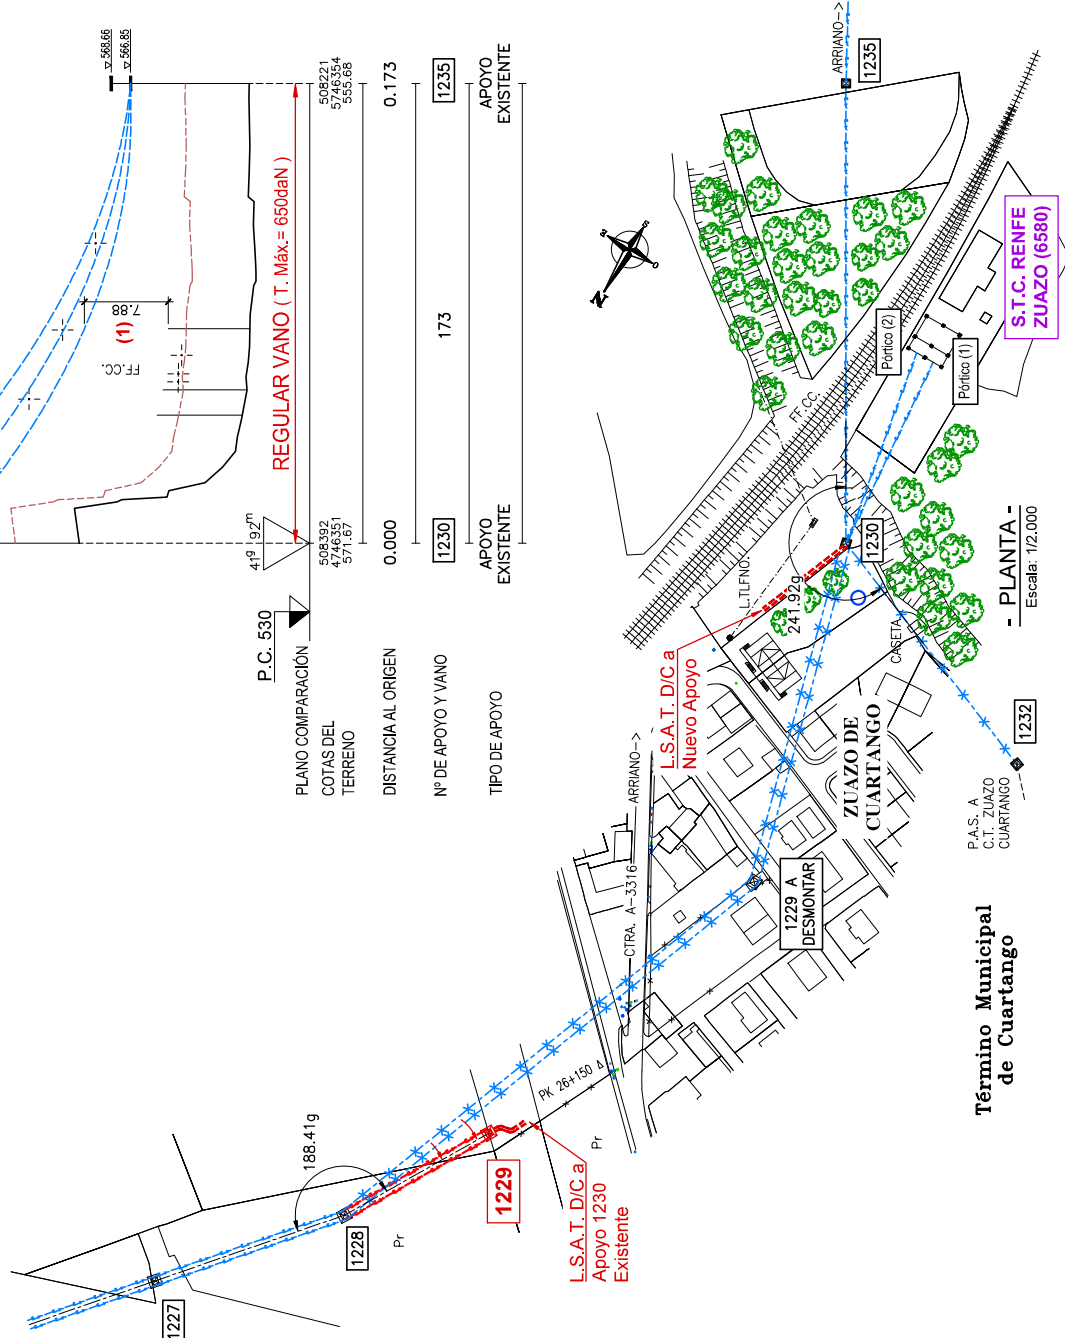 568.66
566.85
7.88
(1)
FF.CC.
REGULAR VANO ( T. Máx.= 650daN )
41g 92m
P.C. 530
PLANO COMPARACIÓN
COTAS DEL
TERRENO
508392
4746351
571.67
508221
5746354
555.68
DISTANCIA AL ORIGEN
0.000
0.173
Nº DE APOYO Y VANO
1230
173
1235
TIPO DE APOYO
APOYO
EXISTENTE
APOYO
EXISTENTE
ARRIANO-->
1235
N
S.T.C. RENFE
ZUAZO (6580)
Pórtico (2)
Pórtico (1)
FF.CC.
1230
L.TLFNO.
241.92g
L.S.A.T. D/C a
Nuevo Apoyo
CASETA
- PLANTA -
Escala: 1/2.000
ZUAZO DE
CUARTANGO
1232
P.A.S. A
C.T. ZUAZO
CUARTANGO
CTRA. A-3316
ARRIANO-->
1229 A
DESMONTAR
Término Municipal
de Cuartango
PK 26+150
Pr
188.41g
1229
L.S.A.T. D/C a
Apoyo 1230
Existente
1228
Pr
1227